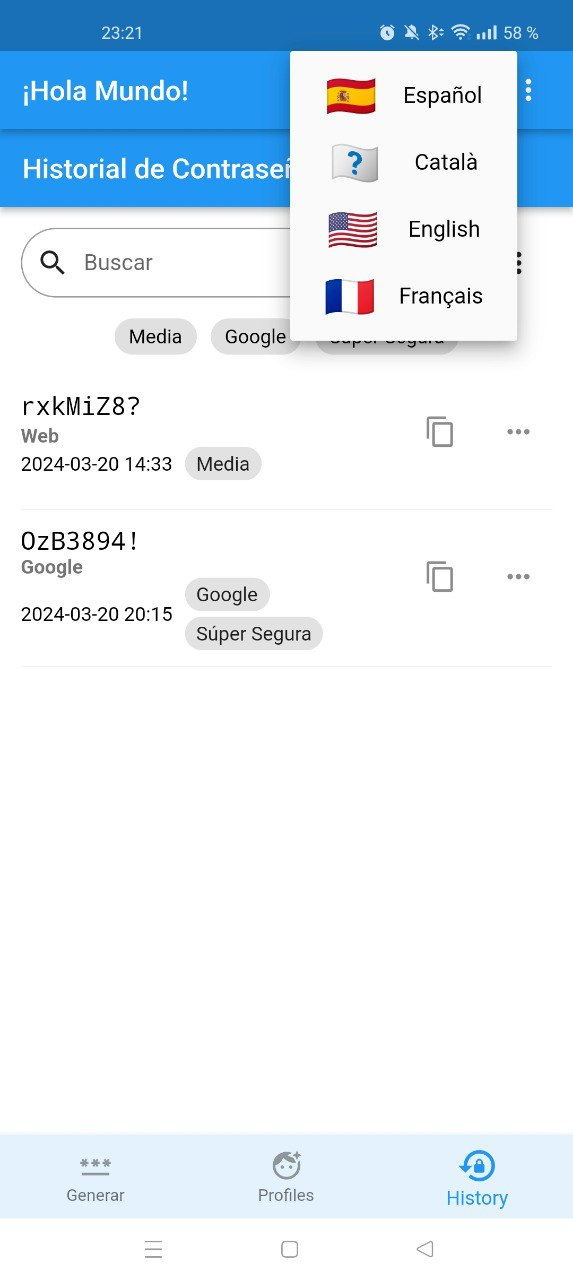 23:21 58 %
¡Hola Mundo!
Español
Català
English
Français
Historial de Contraseñ
Buscar
Media Google Súper Segura
rxkMiZ8?
Web
2024-03-20 14:33 Media
OzB3894!
Google
2024-03-20 20:15 Google
Súper Segura
*** 
Generar Profiles History